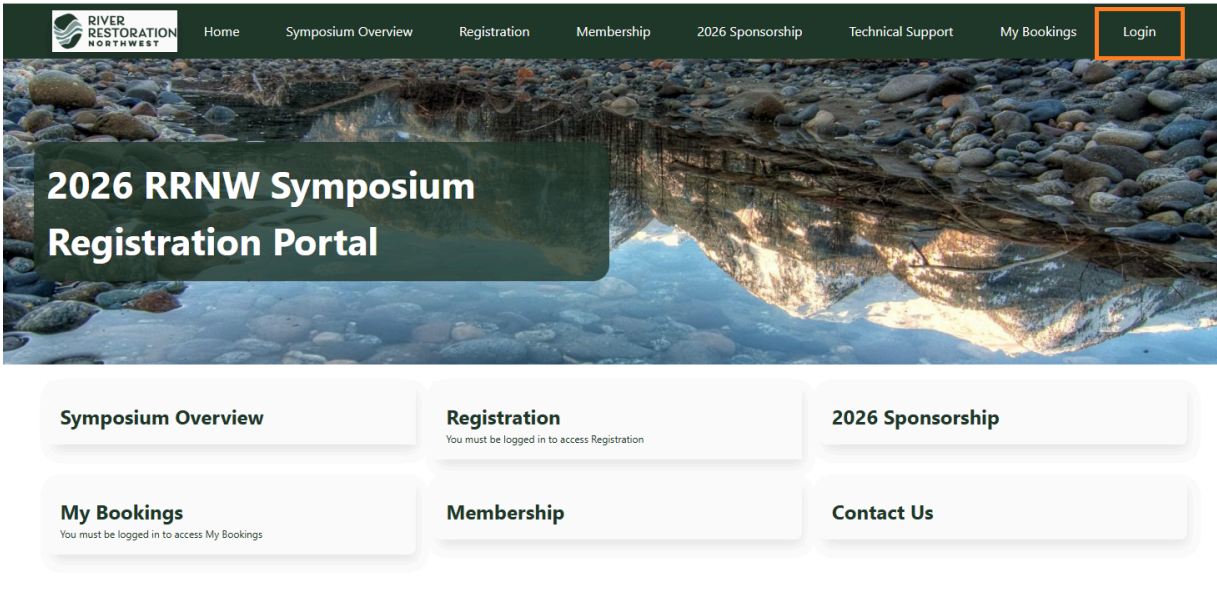 RIVER
RESTORATION
NORTHWEST
Home Symposium Overview Registration Membership 2026 Sponsorship Technical Support My Bookings Login
2026 RRNW Symposium
Registration Portal
Symposium Overview
Registration
You must be logged in to access Registration
2026 Sponsorship
My Bookings
You must be logged in to access My Bookings
Membership
Contact Us